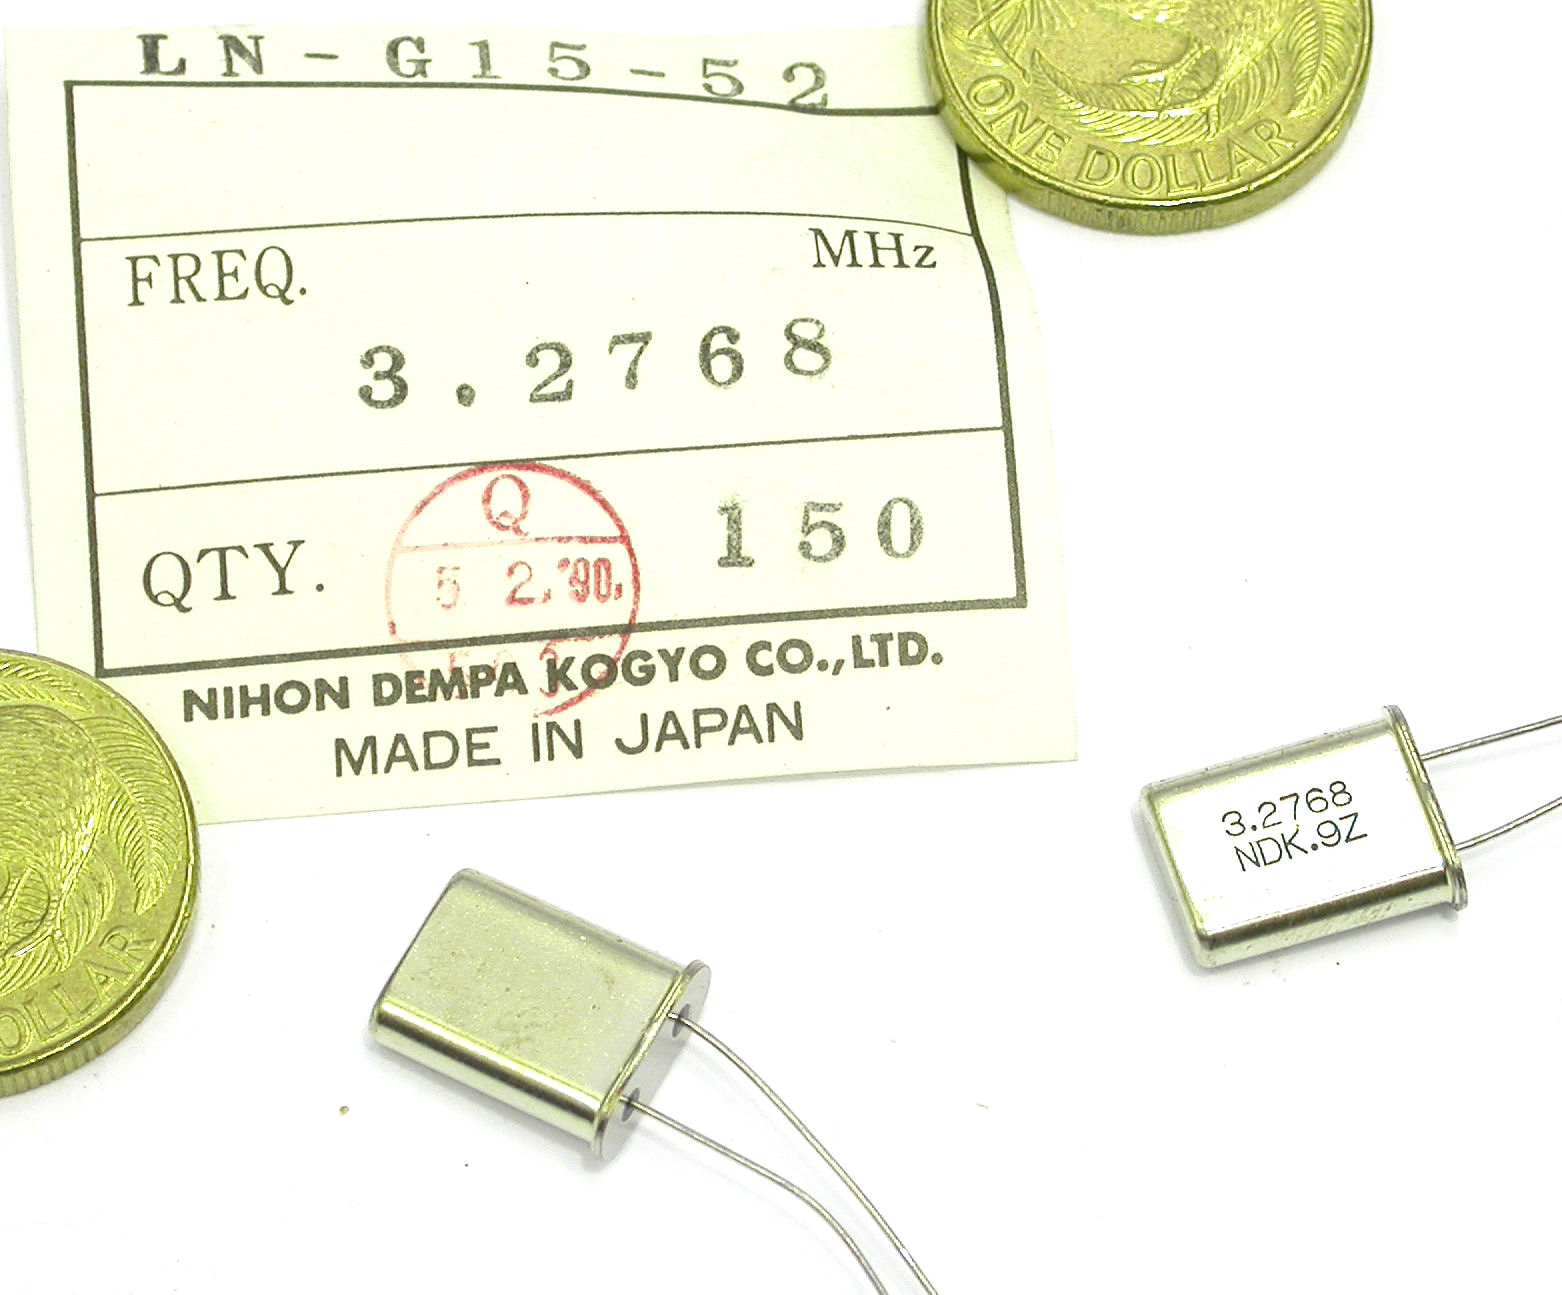 LN-G15-52
ONE DOLLAR
FREQ.
MHz
3.2768
Q
5 2.'90.
QTY.
150
NIHON DEMPA KOGYO CO.,LTD.
MADE IN JAPAN
3.2768
NDK.9Z
OLLAR